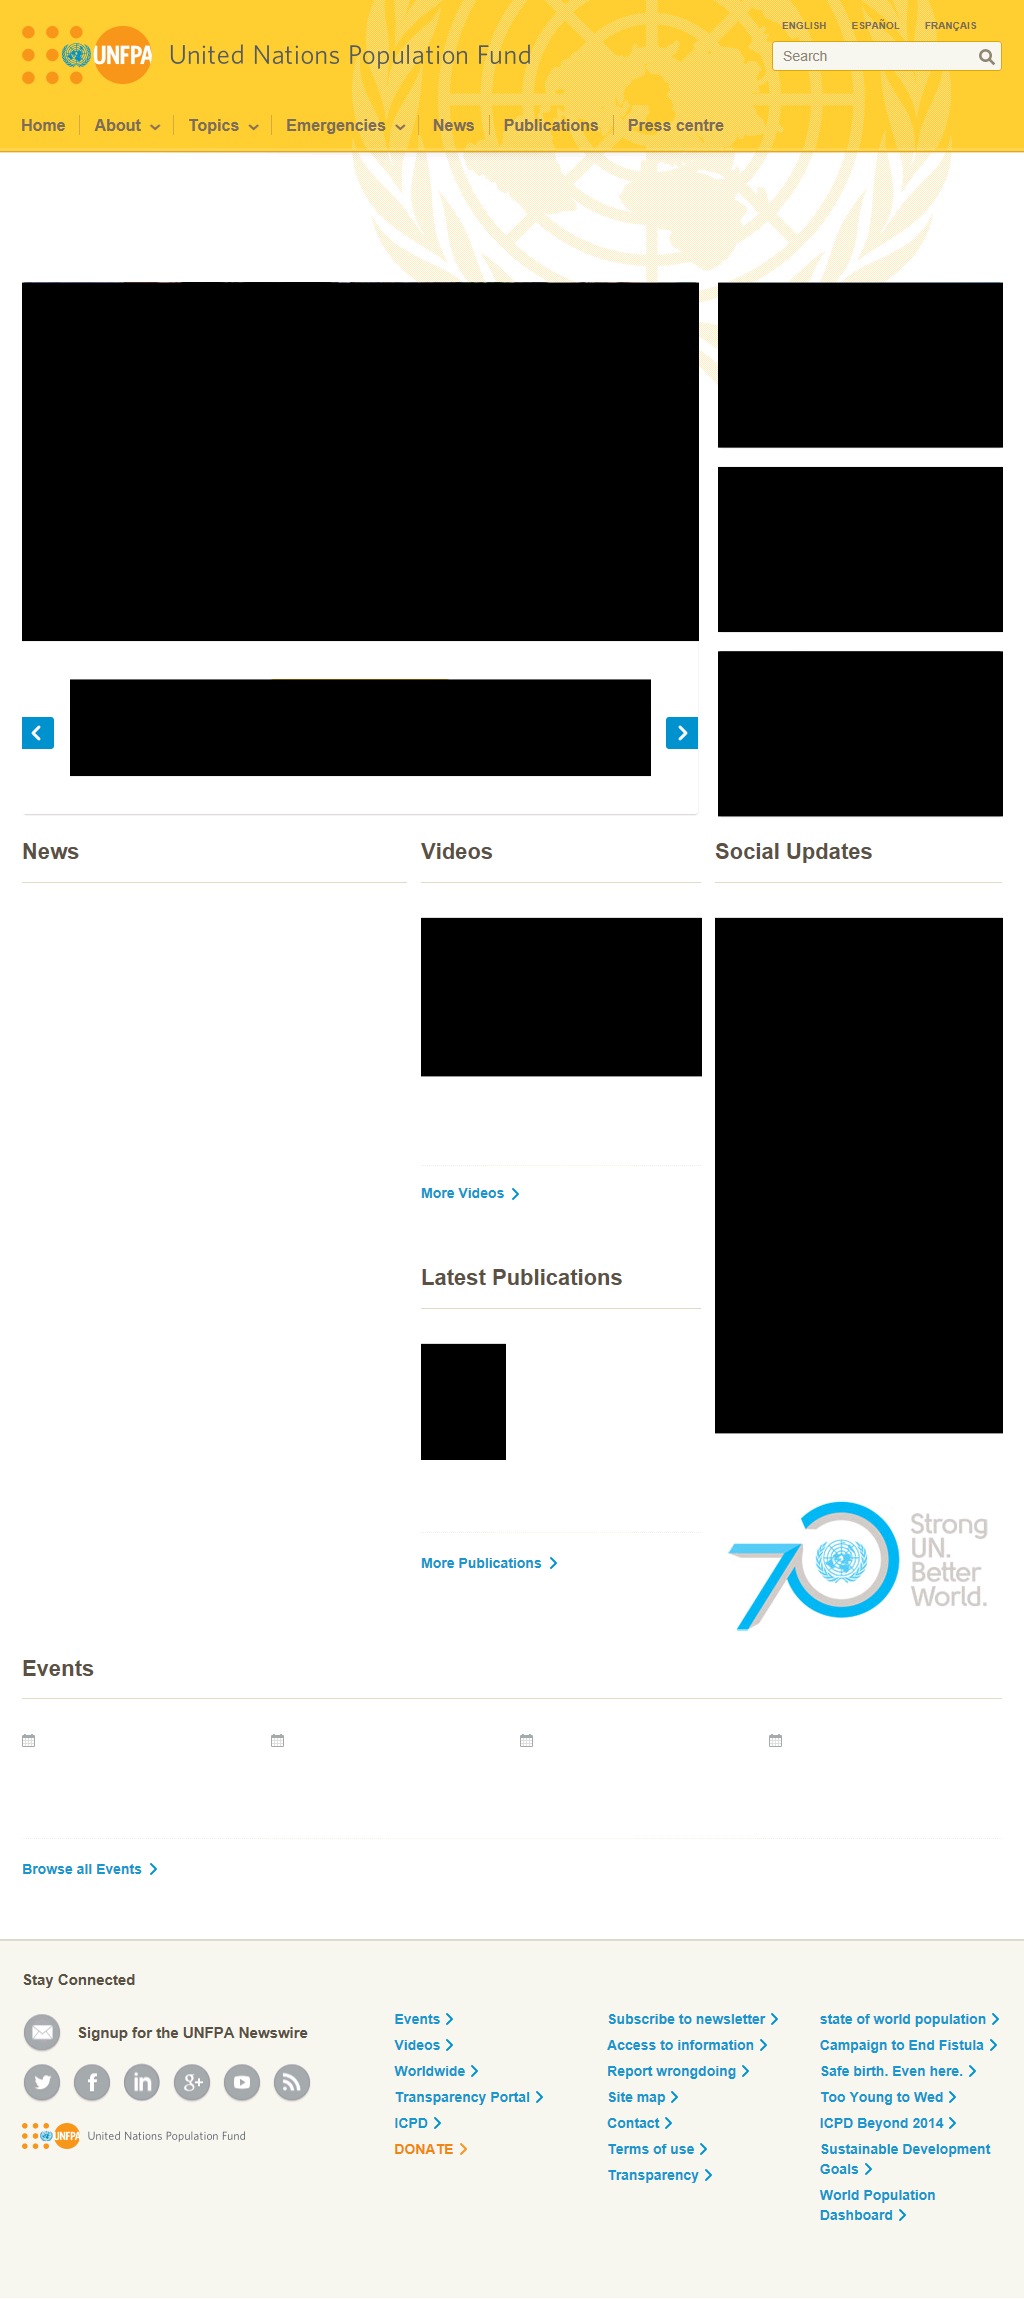 ENGLISH ESPAÑOL FRANÇAIS
UNFPA United Nations Population Fund
Search
Home About Topics Emergencies News Publications Press centre
News
Videos
Social Updates
More Videos
Latest Publications
More Publications
70
Strong
UN.
Better
World.
Events
Browse all Events
Stay Connected
Signup for the UNFPA Newswire
UNFPA United Nations Population Fund
Events
Videos
Worldwide
Transparency Portal
ICPD
DONATE
Subscribe to newsletter
Access to information
Report wrongdoing
Site map
Contact
Terms of use
Transparency
state of world population
Campaign to End Fistula
Safe birth. Even here.
Too Young to Wed
ICPD Beyond 2014
Sustainable Development
Goals
World Population
Dashboard